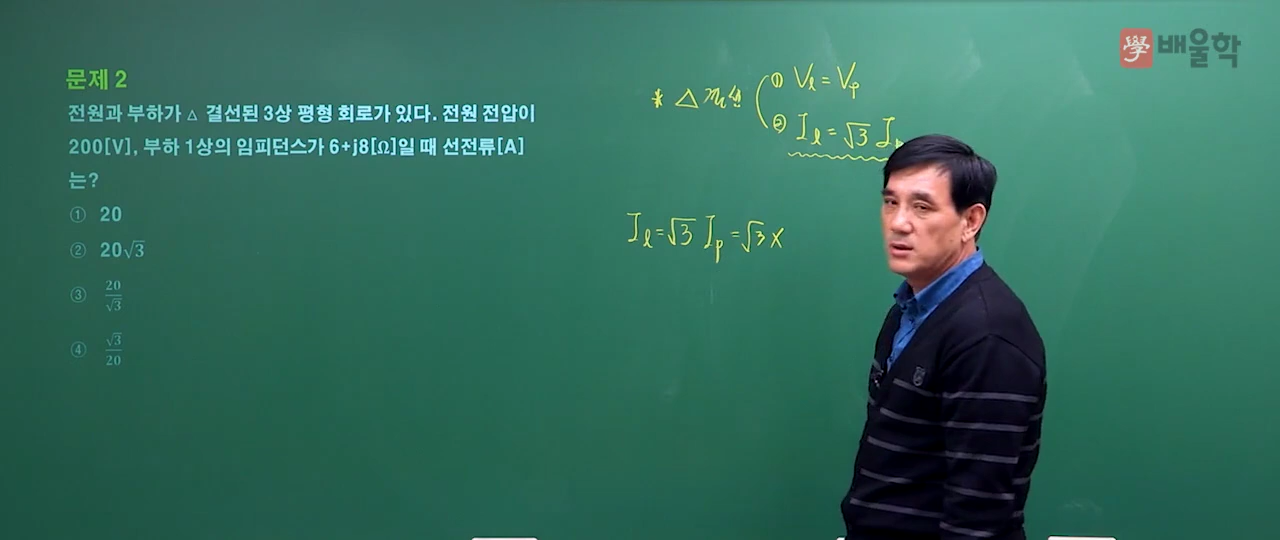 學 배울학
문제 2
전원과 부하가 △ 결선된 3상 평형 회로가 있다. 전원 전압이
200[V], 부하 1상의 임피던스가 6+j8[Ω]일 때 선전류[A]
는?
① 20
② 20√3
③ 20/√3
④ √3/20
* △ 결선
① Vl = Vp
② Il = √3 Ip
Il = √3 Ip = √3 ×